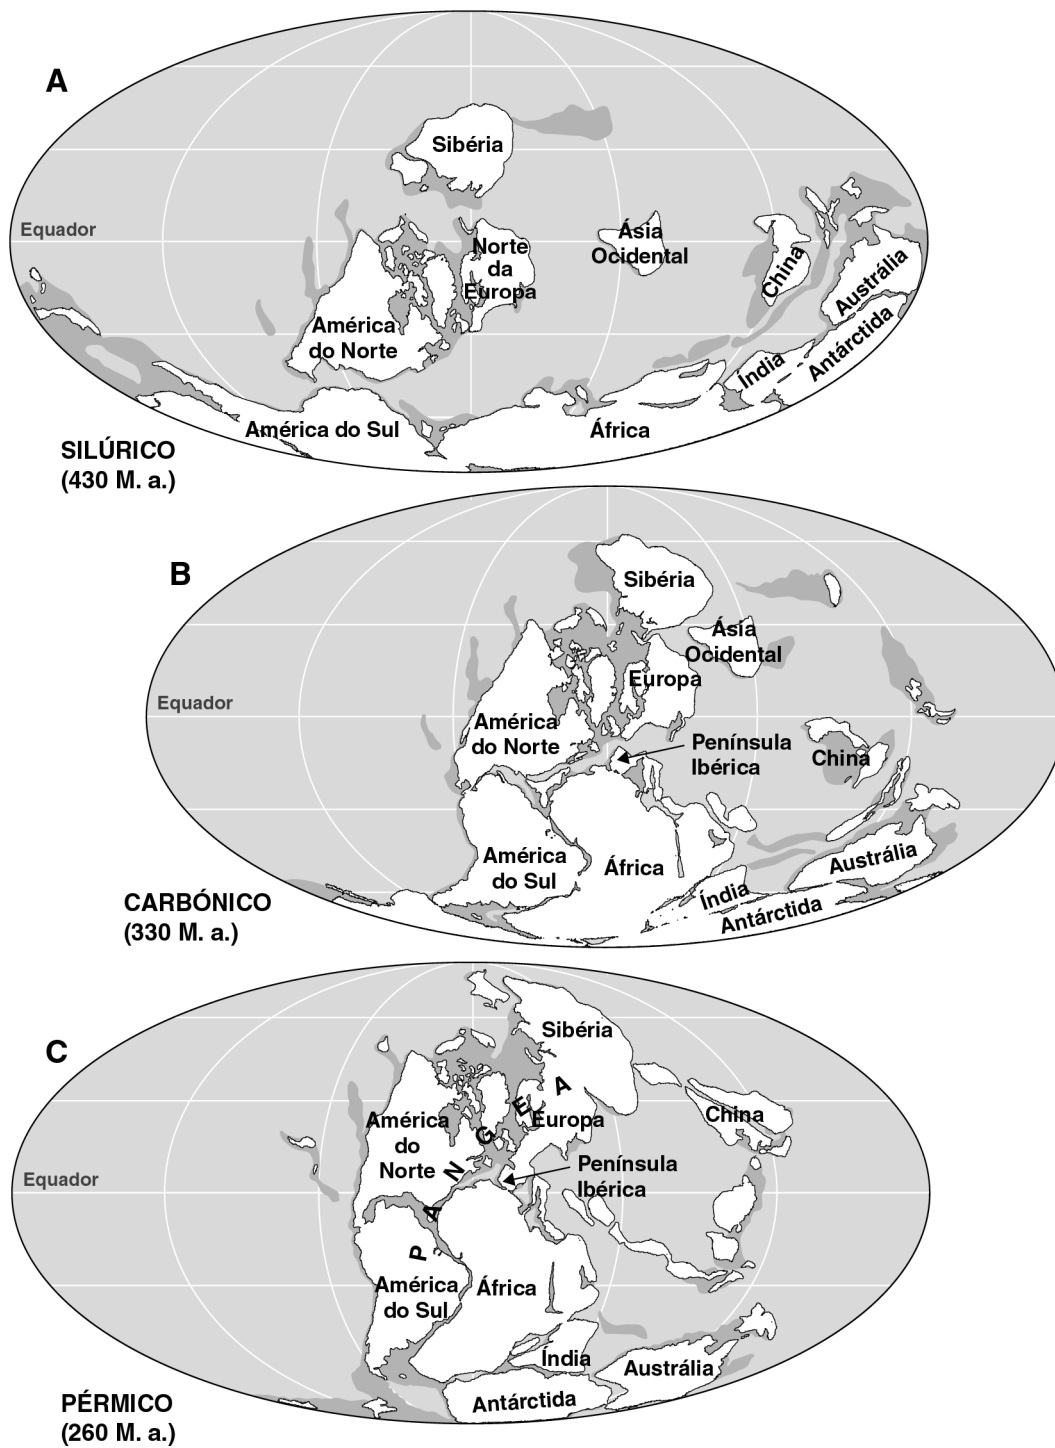 A
Sibéria
Equador
Ásia
Ocidental
Norte
da
Europa
China
Austrália
América
do Norte
Antárctida
Índia
América do Sul
África
SILÚRICO
(430 M. a.)
B
Sibéria
Ásia
Ocidental
Europa
Equador
América
do Norte
Península
Ibérica
China
América
do Sul
África
Austrália
Índia
Antárctida
CARBÓNICO
(330 M. a.)
C
Sibéria
PANGEA
China
América
do
Norte
Europa
Península
Ibérica
Equador
América
do Sul
África
Índia
Austrália
Antárctida
PÉRMICO
(260 M. a.)